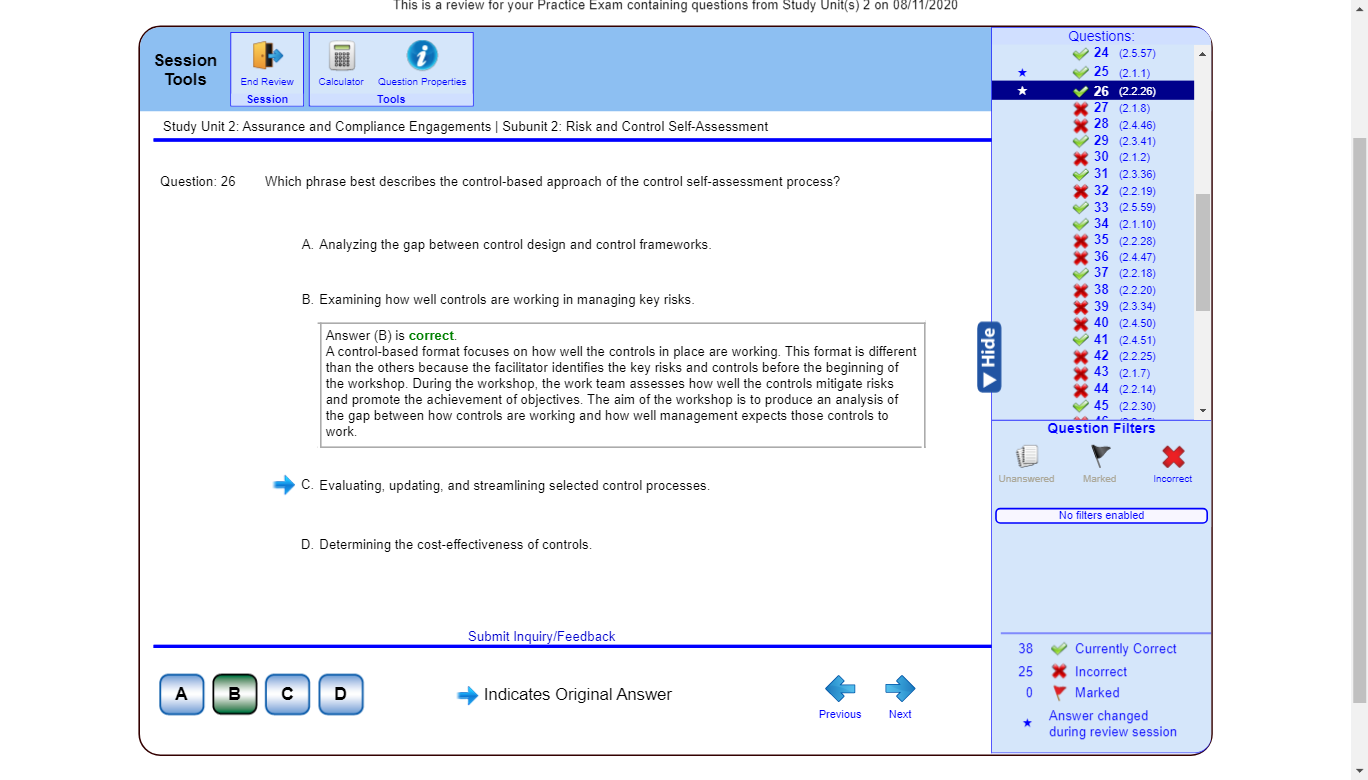 This is a review for your Practice Exam containing questions from Study Unit(s) 2 on 08/11/2020
Session
Tools
End Review
Session
Calculator
Question Properties
Tools
Study Unit 2: Assurance and Compliance Engagements | Subunit 2: Risk and Control Self-Assessment
Question: 26
Which phrase best describes the control-based approach of the control self-assessment process?
A. Analyzing the gap between control design and control frameworks.
B. Examining how well controls are working in managing key risks.
Answer (B) is correct.
A control-based format focuses on how well the controls in place are working. This format is different
than the others because the facilitator identifies the key risks and controls before the beginning of
the workshop. During the workshop, the work team assesses how well the controls mitigate risks
and promote the achievement of objectives. The aim of the workshop is to produce an analysis of
the gap between how controls are working and how well management expects those controls to
work.
C. Evaluating, updating, and streamlining selected control processes.
D. Determining the cost-effectiveness of controls.
Submit Inquiry/Feedback
A B C D
Indicates Original Answer
Previous
Next
Hide
Questions:
24 (2.5.57)
25 (2.1.1)
26 (2.2.26)
27 (2.1.8)
28 (2.4.46)
29 (2.3.41)
30 (2.1.2)
31 (2.3.36)
32 (2.2.19)
33 (2.5.59)
34 (2.1.10)
35 (2.2.28)
36 (2.4.47)
37 (2.2.18)
38 (2.2.20)
39 (2.3.34)
40 (2.4.50)
41 (2.4.51)
42 (2.2.25)
43 (2.1.7)
44 (2.2.14)
45 (2.2.30)
Question Filters
Unanswered
Marked
Incorrect
No filters enabled
38 Currently Correct
25 Incorrect
0 Marked
Answer changed
during review session